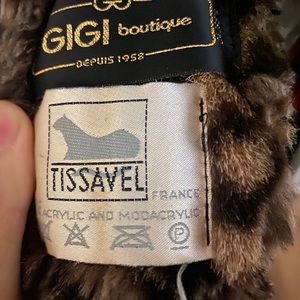 GIGI boutique
DEPUIS 1958
TISSAVEL
FRANCE
ACRYLIC AND MODACRYLIC
P